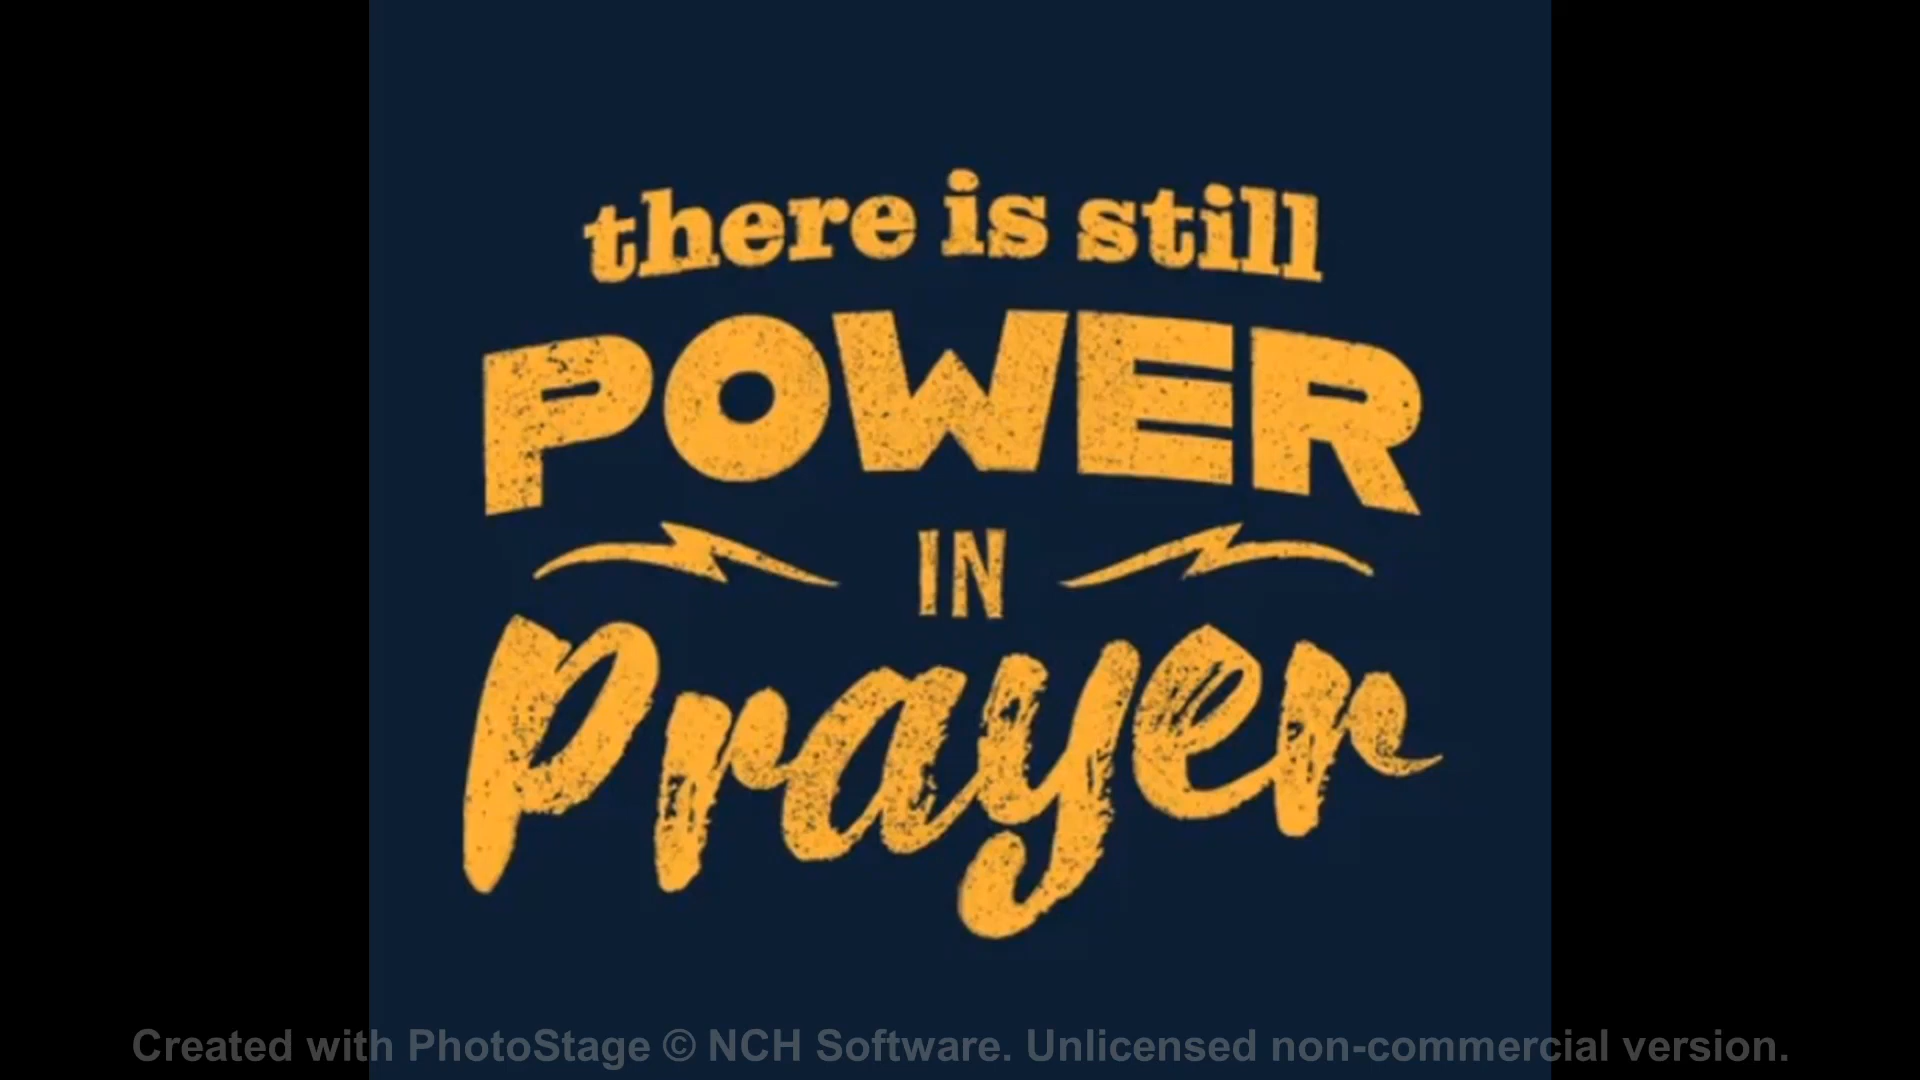 there is still
POWER
IN
Prayer
Created with PhotoStage © NCH Software. Unlicensed non-commercial version.